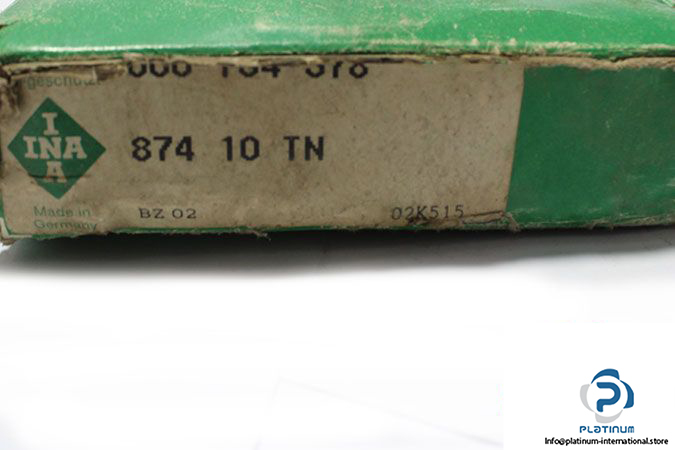 geschützt
874 10 TN
I
INA
A
Made in
Germany
BZ 02
02K515
PLATINUM
Info@platinum-international.store